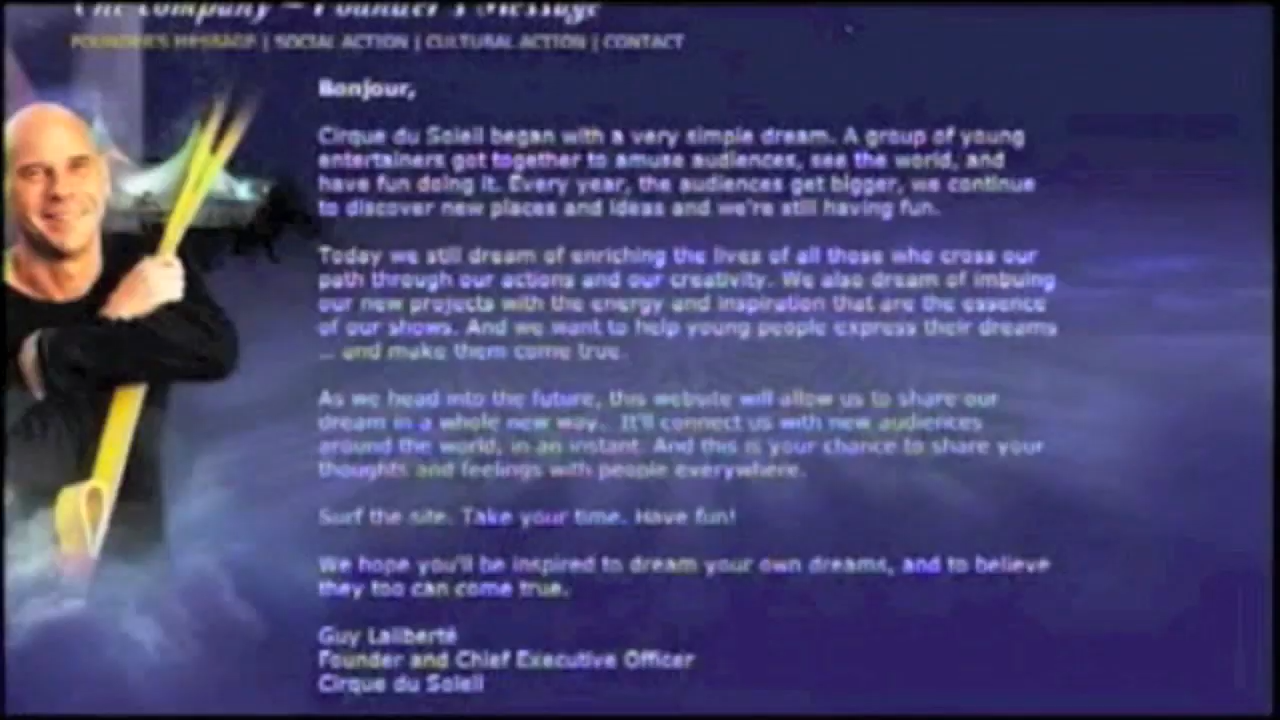 The Company - Founder's Message
FOUNDER'S MESSAGE | SOCIAL ACTION | CULTURAL ACTION | CONTACT
Bonjour,
Cirque du Soleil began with a very simple dream. A group of young
entertainers got together to amuse audiences, see the world, and
have fun doing it. Every year, the audiences get bigger, we continue
to discover new places and ideas and we're still having fun.
Today we still dream of enriching the lives of all those who cross our
path through our actions and our creativity. We also dream of imbuing
our new projects with the energy and inspiration that are the essence
of our shows. And we want to help young people express their dreams
... and make them come true.
As we head into the future, this website will allow us to share our
dream in a whole new way. It'll connect us with new audiences
around the world, in an instant. And this is your chance to share your
thoughts and feelings with people everywhere.
Surf the site. Take your time. Have fun!
We hope you'll be inspired to dream your own dreams, and to believe
they too can come true.
Guy Laliberté
Founder and Chief Executive Officer
Cirque du Soleil